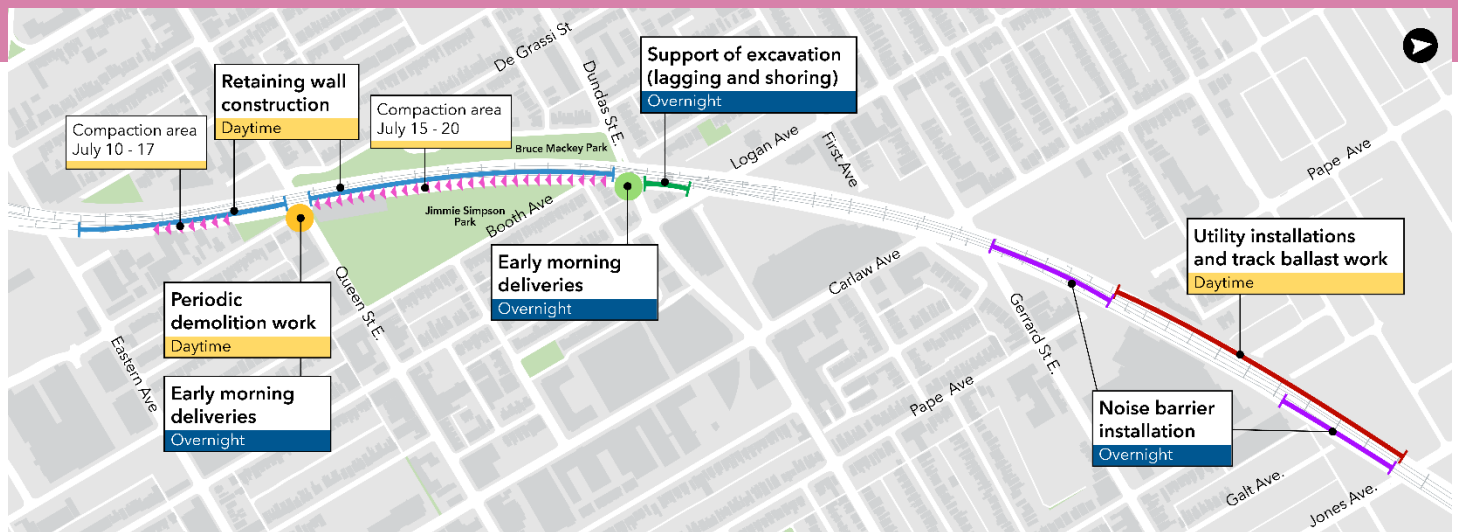 De Grassi St
Dundas St E.
Support of excavation
(lagging and shoring)
Overnight
Retaining wall
construction
Daytime
Compaction area
July 15 - 20
Compaction area
July 10 - 17
Bruce Mackey Park
Logan Ave
First Ave
Pape Ave
Jimmie Simpson
Park
Booth Ave
Utility installations
and track ballast work
Daytime
Early morning
deliveries
Overnight
Carlaw Ave
Queen St E.
Periodic
demolition work
Daytime
Gerrard St E.
Eastern Ave
Early morning
deliveries
Overnight
Pape Ave
Noise barrier
installation
Overnight
Galt Ave.
Jones Ave.